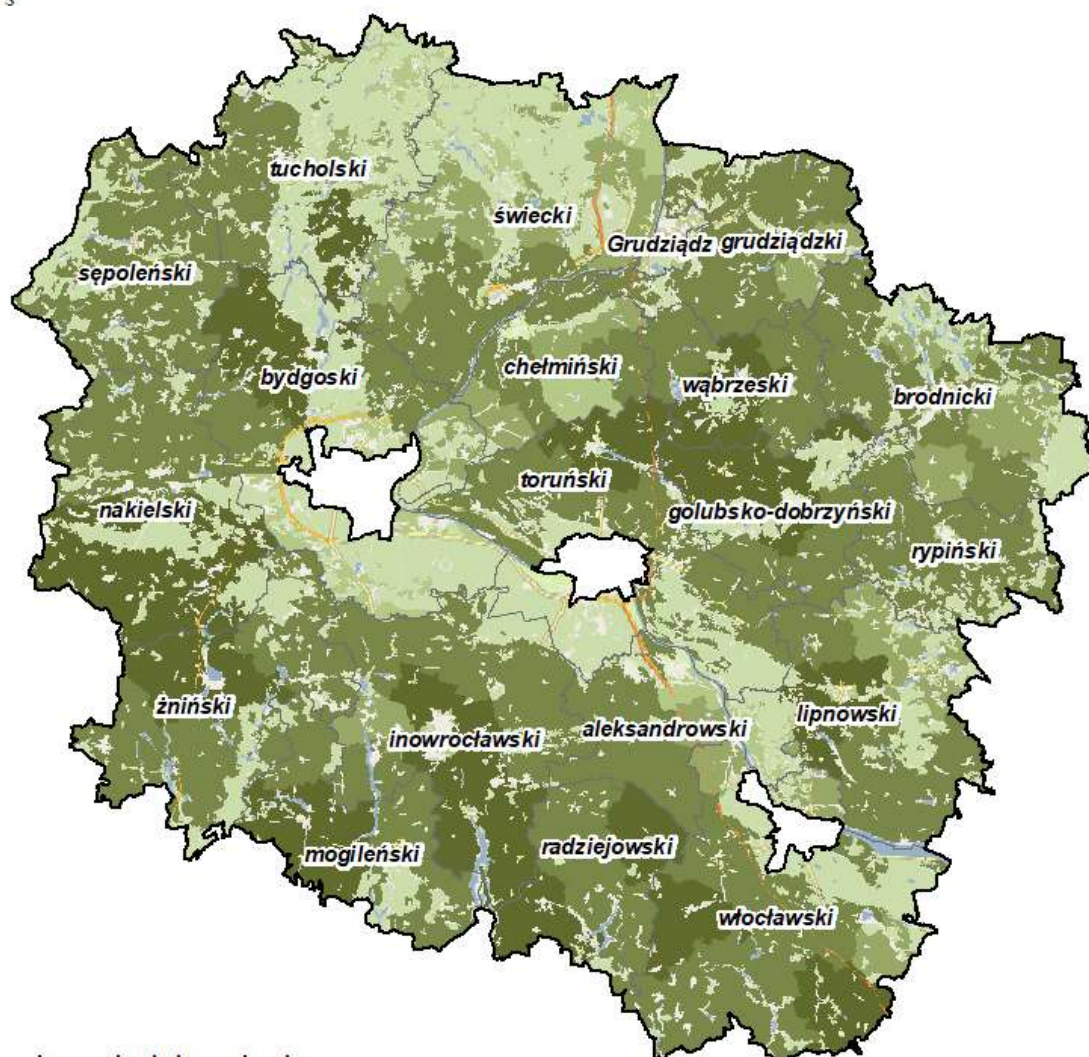 tucholski
świecki
Grudziądz grudziądzki
sępoleński
chełmiński
bydgoski
wąbrzeski
brodnicki
toruński
nakielski
golubsko-dobrzyński
rypiński
żniński
lipnowski
aleksandrowski
inowrocławski
mogileński
radziejowski
włocławski